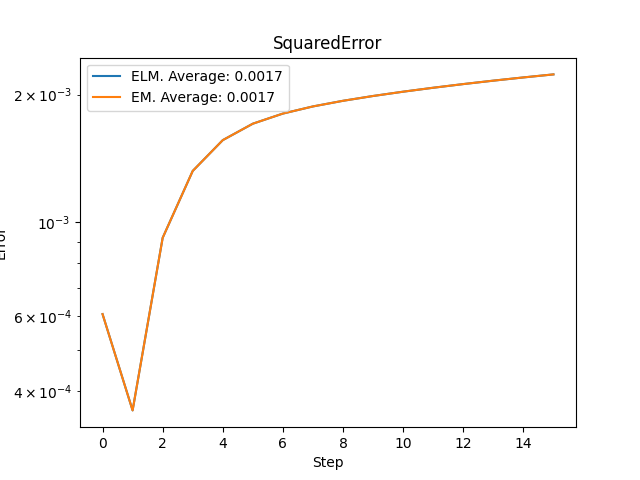 SquaredError
ELM. Average: 0.0017
EM. Average: 0.0017
2 × 10⁻³
10⁻³
6 × 10⁻⁴
4 × 10⁻⁴
Error
0 2 4 6 8 10 12 14
Step